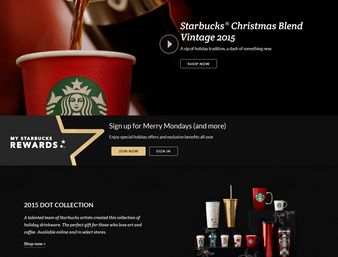 Starbucks® Christmas Blend
Vintage 2015
A sip of holiday tradition, a dash of something new.
SHOP NOW
MY STARBUCKS
REWARDS
Sign up for Merry Mondays (and more)
Enjoy special holiday offers and exclusive benefits all year
JOIN NOW
SIGN IN
2015 DOT COLLECTION
A talented team of Starbucks artists created this collection of
holiday drinkware. The perfect gift for those who love art and
coffee. Available online and in select stores.
Shop now »